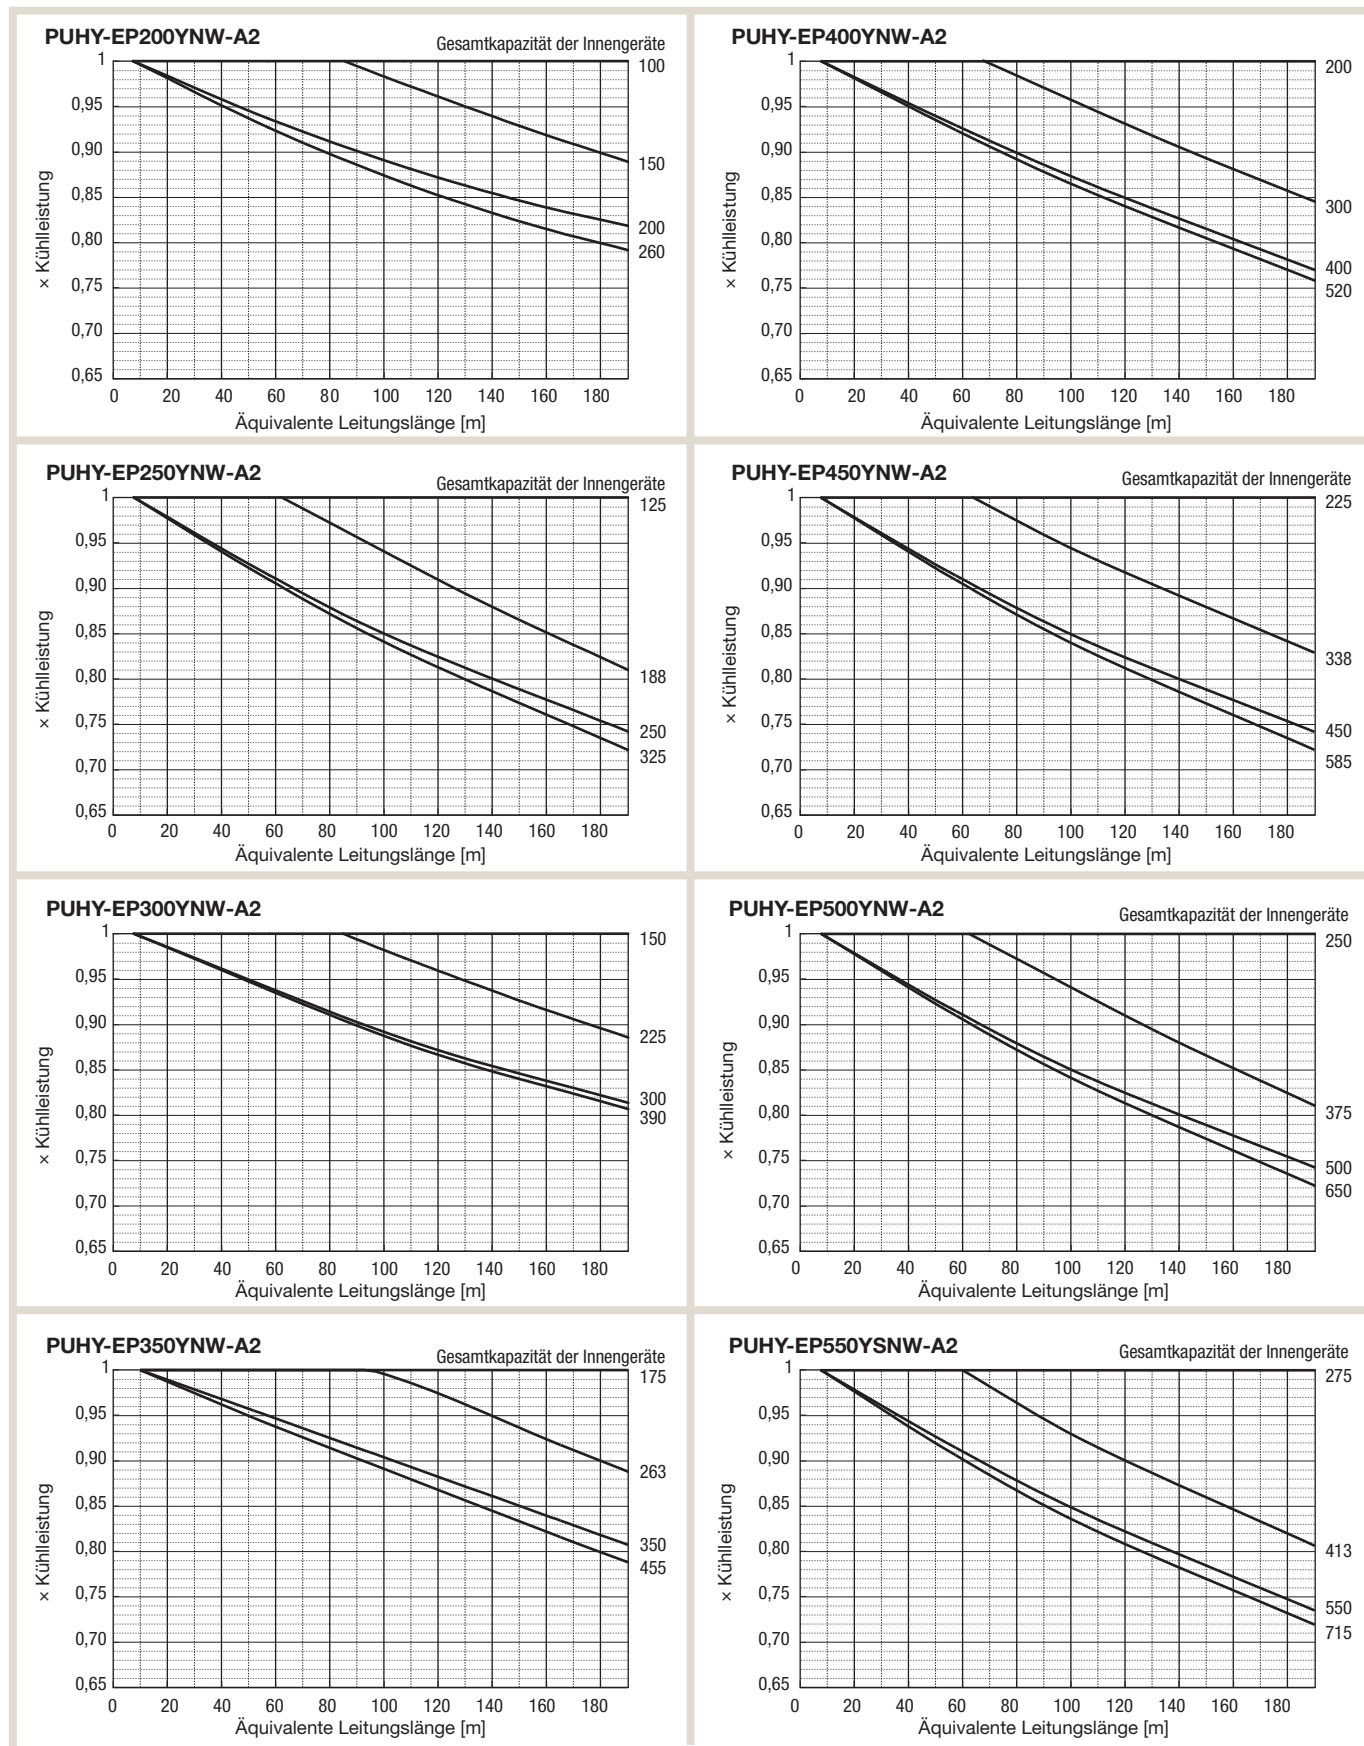 PUHY-EP200YNW-A2
Gesamtkapazität der Innengeräte
1
0,95
0,90
0,85
0,80
0,75
0,70
0,65
× Kühlleistung
100
150
200
260
0 20 40 60 80 100 120 140 160 180
Äquivalente Leitungslänge [m]
PUHY-EP400YNW-A2
Gesamtkapazität der Innengeräte
1
0,95
0,90
0,85
0,80
0,75
0,70
0,65
× Kühlleistung
200
300
400
520
0 20 40 60 80 100 120 140 160 180
Äquivalente Leitungslänge [m]
PUHY-EP250YNW-A2
Gesamtkapazität der Innengeräte
1
0,95
0,90
0,85
0,80
0,75
0,70
0,65
× Kühlleistung
125
188
250
325
0 20 40 60 80 100 120 140 160 180
Äquivalente Leitungslänge [m]
PUHY-EP450YNW-A2
Gesamtkapazität der Innengeräte
1
0,95
0,90
0,85
0,80
0,75
0,70
0,65
× Kühlleistung
225
338
450
585
0 20 40 60 80 100 120 140 160 180
Äquivalente Leitungslänge [m]
PUHY-EP300YNW-A2
Gesamtkapazität der Innengeräte
1
0,95
0,90
0,85
0,80
0,75
0,70
0,65
× Kühlleistung
150
225
300
390
0 20 40 60 80 100 120 140 160 180
Äquivalente Leitungslänge [m]
PUHY-EP500YNW-A2
Gesamtkapazität der Innengeräte
1
0,95
0,90
0,85
0,80
0,75
0,70
0,65
× Kühlleistung
250
375
500
650
0 20 40 60 80 100 120 140 160 180
Äquivalente Leitungslänge [m]
PUHY-EP350YNW-A2
Gesamtkapazität der Innengeräte
1
0,95
0,90
0,85
0,80
0,75
0,70
0,65
× Kühlleistung
175
263
350
455
0 20 40 60 80 100 120 140 160 180
Äquivalente Leitungslänge [m]
PUHY-EP550YSNW-A2
Gesamtkapazität der Innengeräte
1
0,95
0,90
0,85
0,80
0,75
0,70
0,65
× Kühlleistung
275
413
550
715
0 20 40 60 80 100 120 140 160 180
Äquivalente Leitungslänge [m]